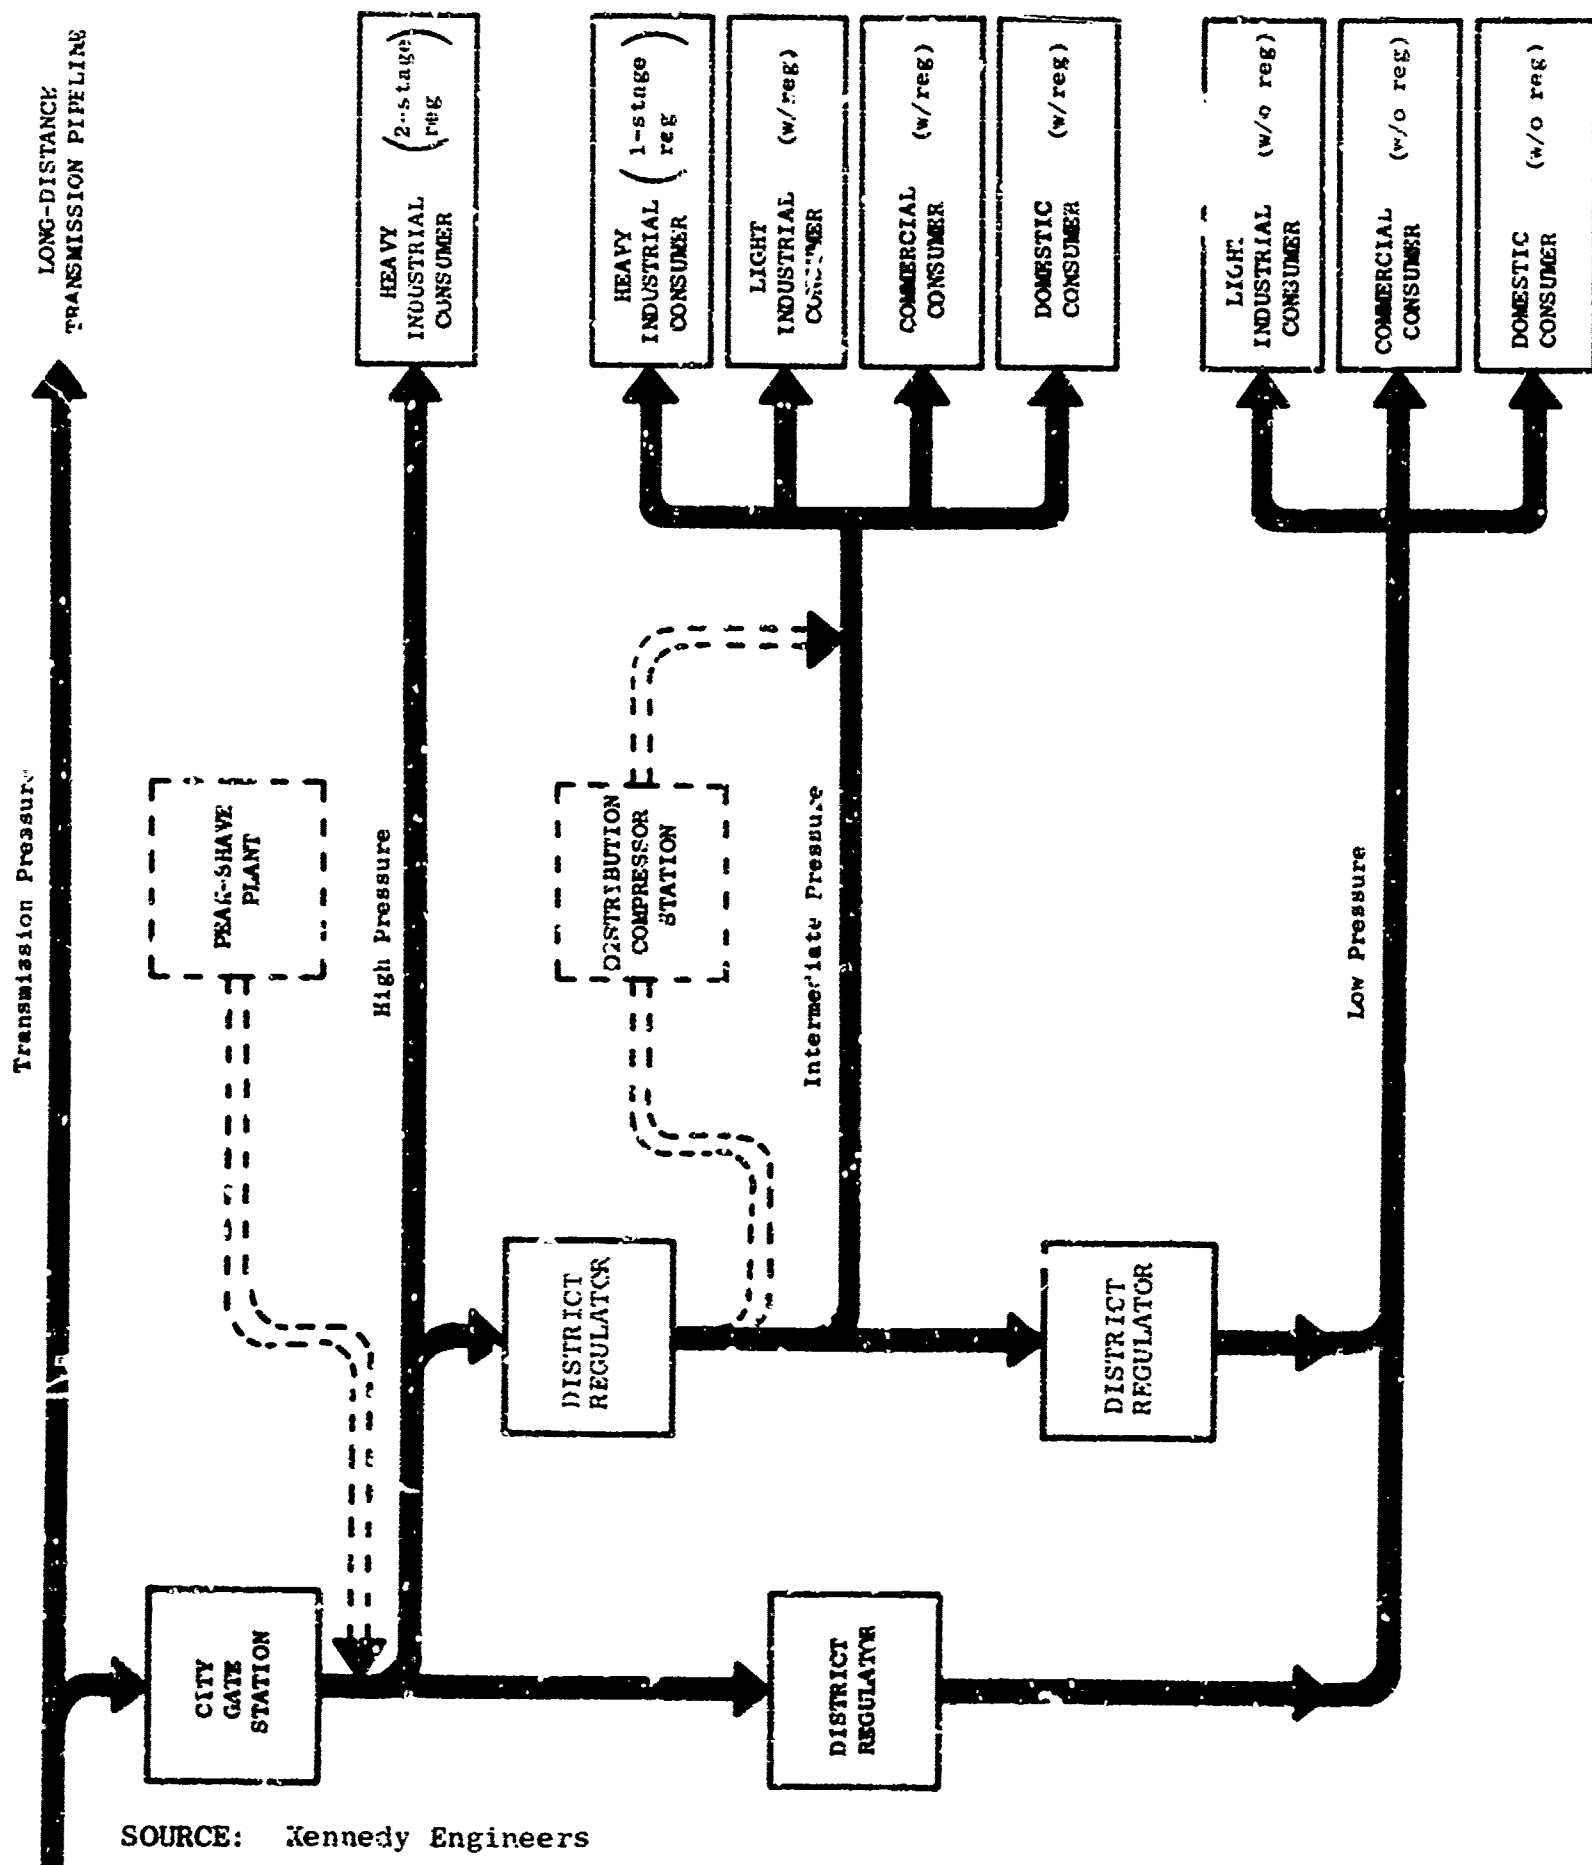 LONG-DISTANCE
TRANSMISSION PIPELINE
Transmission Pressure
CITY
GATE
STATION
PEAK-SHAVE
PLANT
High Pressure
HEAVY
INDUSTRIAL
CONSUMER
(2-stage
reg)
DISTRICT
REGULATOR
DISTRIBUTION
COMPRESSOR
STATION
Intermediate Pressure
HEAVY
INDUSTRIAL
CONSUMER
(1-stage
reg)
LIGHT
INDUSTRIAL (w/reg)
CONSUMER
COMMERCIAL (w/reg)
CONSUMER
DOMESTIC (w/reg)
CONSUMER
DISTRICT
REGULATOR
DISTRICT
REGULATOR
Low Pressure
LIGHT
INDUSTRIAL (w/o reg)
CONSUMER
COMMERCIAL (w/o reg)
CONSUMER
DOMESTIC (w/o reg)
CONSUMER
SOURCE: Kennedy Engineers